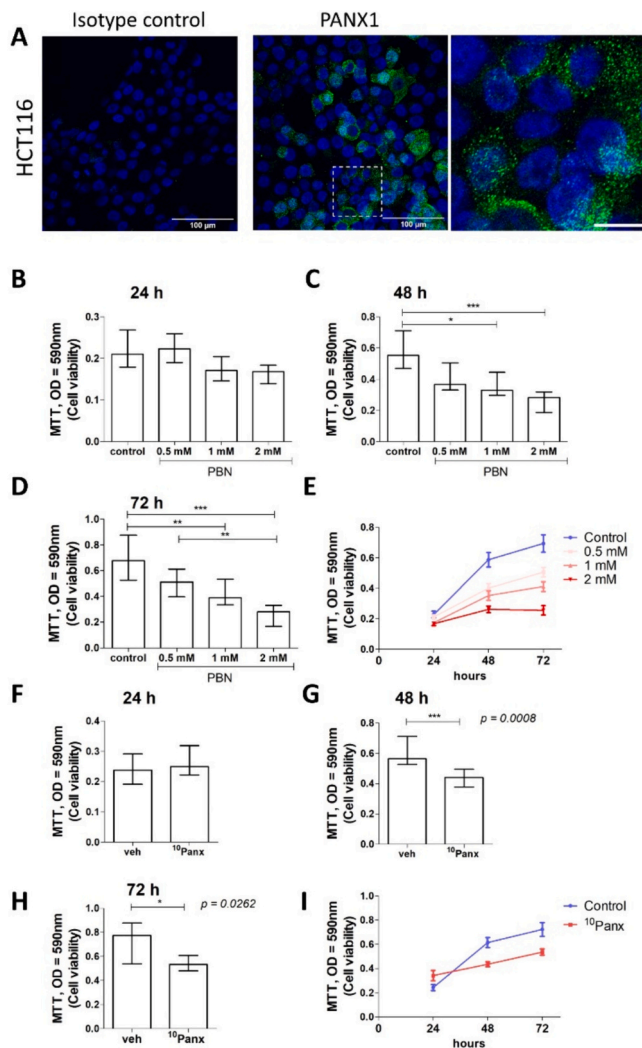 Isotype control
PANX1
A
HCT116
100 µm
100 µm
B
24 h
MTT, OD = 590nm
(Cell viability)
0.3
0.2
0.1
0.0
control
0.5 mM
1 mM
2 mM
PBN
C
48 h
***
*
MTT, OD = 590nm
(Cell viability)
0.8
0.6
0.4
0.2
0.0
control
0.5 mM
1 mM
2 mM
PBN
D
72 h
***
**
**
MTT, OD = 590nm
(Cell viability)
1.0
0.8
0.6
0.4
0.2
0.0
control
0.5 mM
1 mM
2 mM
PBN
E
MTT, OD = 590nm
(Cell viability)
0.8
0.6
0.4
0.2
0.0
0
24
48
72
hours
Control
0.5 mM
1 mM
2 mM
F
24 h
MTT, OD = 590nm
(Cell viability)
0.4
0.3
0.2
0.1
0.0
veh
¹⁰Panx
G
48 h
***
p = 0.0008
MTT, OD = 590nm
(Cell viability)
0.8
0.6
0.4
0.2
0.0
veh
¹⁰Panx
H
72 h
*
p = 0.0262
MTT, OD = 590nm
(Cell viability)
1.0
0.8
0.6
0.4
0.2
0.0
veh
¹⁰Panx
I
MTT, OD = 590nm
(Cell viability)
1.0
0.8
0.6
0.4
0.2
0.0
0
24
48
72
hours
Control
¹⁰Panx